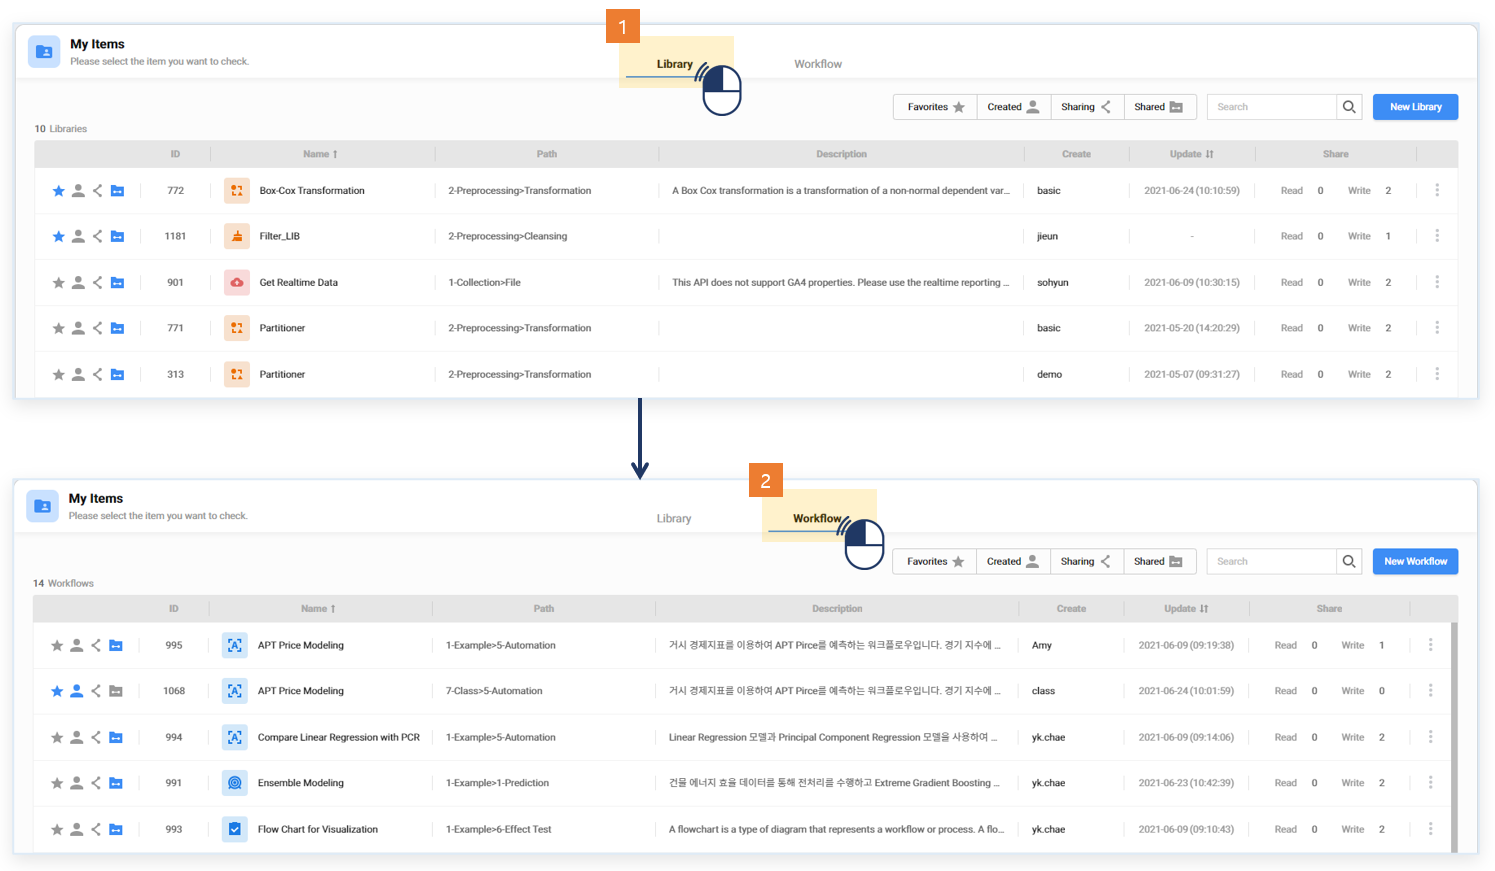 1
My Items
Please select the item you want to check.
Library Workflow
Favorites Created Sharing Shared Search New Library
10 Libraries
ID Name ↑ Path Description Create Update ↓↑ Share
772 Box-Cox Transformation 2-Preprocessing>Transformation A Box Cox transformation is a transformation of a non-normal dependent var... basic 2021-06-24 (10:10:59) Read 0 Write 2
1181 Filter_LIB 2-Preprocessing>Cleansing jieun - Read 0 Write 1
901 Get Realtime Data 1-Collection>File This API does not support GA4 properties. Please use the realtime reporting ... sohyun 2021-06-09 (10:30:15) Read 0 Write 2
771 Partitioner 2-Preprocessing>Transformation basic 2021-05-20 (14:20:29) Read 0 Write 2
313 Partitioner 2-Preprocessing>Transformation demo 2021-05-07 (09:31:27) Read 0 Write 2
2
My Items
Please select the item you want to check.
Library Workflow
Favorites Created Sharing Shared Search New Workflow
14 Workflows
ID Name ↑ Path Description Create Update ↓↑ Share
995 APT Price Modeling 1-Example>5-Automation 거시 경제지표를 이용하여 APT Pirce를 예측하는 워크플로우입니다. 경기 지수에 ... Amy 2021-06-09 (09:19:38) Read 0 Write 1
1068 APT Price Modeling 7-Class>5-Automation 거시 경제지표를 이용하여 APT Pirce를 예측하는 워크플로우입니다. 경기 지수에 ... class 2021-06-24 (10:01:59) Read 0 Write 0
994 Compare Linear Regression with PCR 1-Example>5-Automation Linear Regression 모델과 Principal Component Regression 모델을 사용하여 ... yk.chae 2021-06-09 (09:14:06) Read 0 Write 2
991 Ensemble Modeling 1-Example>1-Prediction 건물 에너지 효율 데이터를 통해 전처리를 수행하고 Extreme Gradient Boosting ... yk.chae 2021-06-23 (10:42:39) Read 0 Write 2
993 Flow Chart for Visualization 1-Example>6-Effect Test A flowchart is a type of diagram that represents a workflow or process. A flo... yk.chae 2021-06-09 (09:10:43) Read 0 Write 2